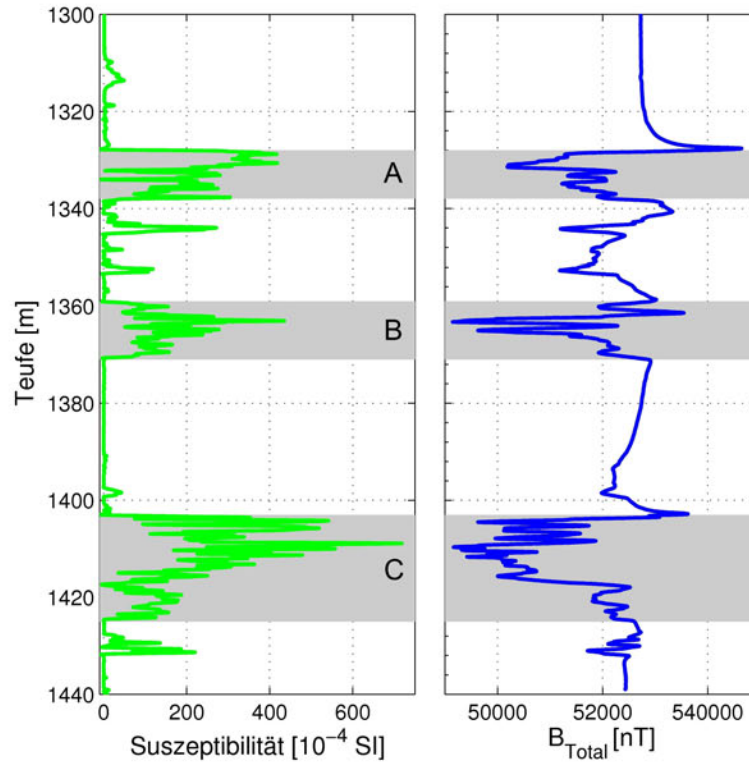 1300
1320
1340
1360
1380
1400
1420
1440
Teufe [m]
A
B
C
0 200 400 600
Suszeptibilität [10⁻⁴ SI]
50000 52000 540000
B_Total [nT]